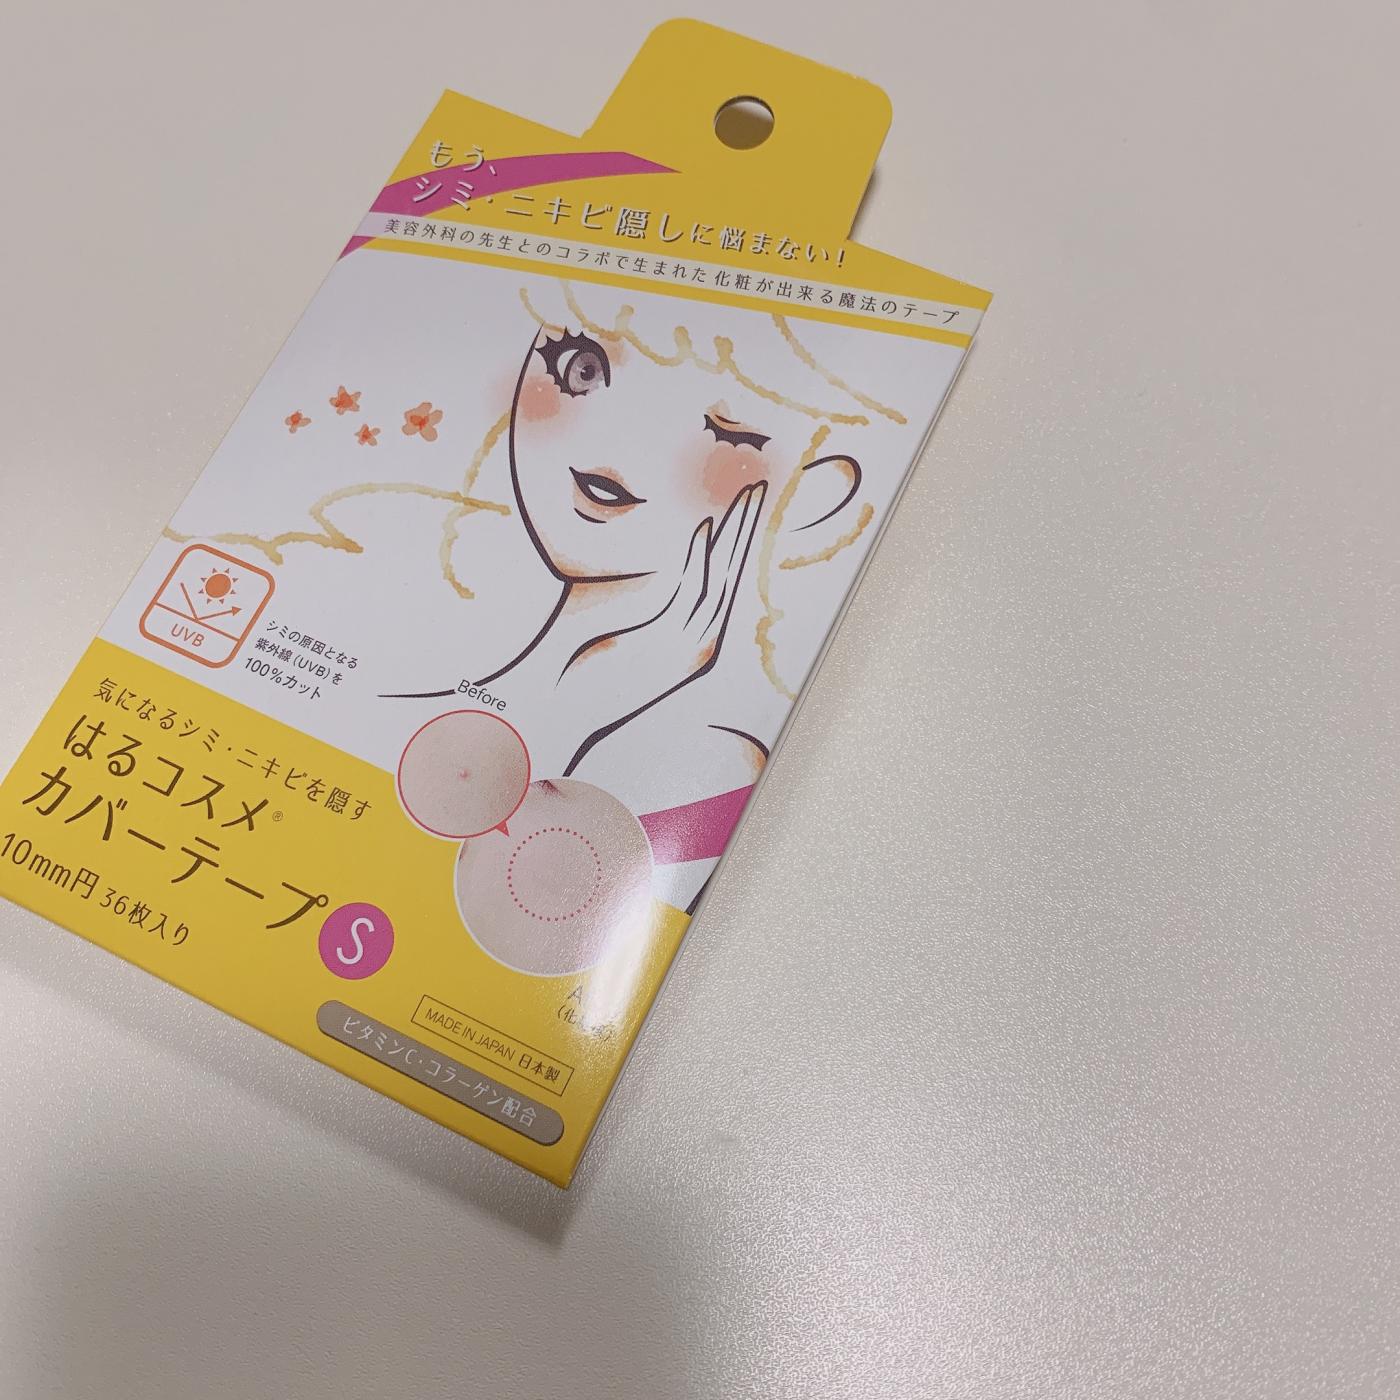 もう、
シミ・ニキビ隠しに悩まない!
美容外科の先生とのコラボで生まれた 化粧が出来る魔法のテープ
UVB
シミの原因となる
紫外線(UVB)を
100%カット
Before
気になるシミ・ニキビを隠す
はるコスメ®
カバーテープ S
10mm円 36枚入り
MADE IN JAPAN 日本製
ビタミンC・コラーゲン配合